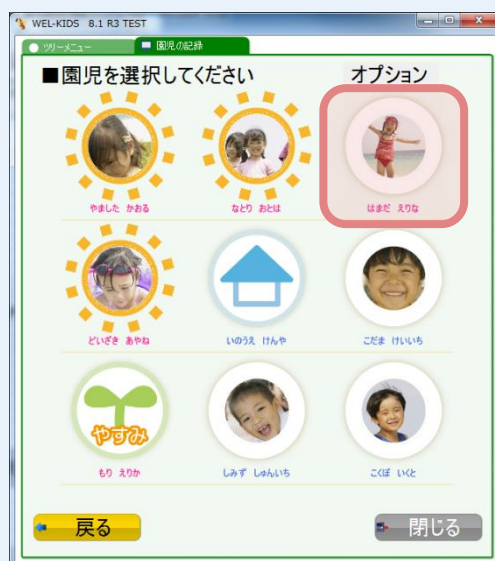 WEL-KIDS 8.1 R3 TEST
ツリーメニュー 園児の記録
■園児を選択してください オプション
やました かおる なとり おとは はまだ えりな
どいざき あやね いのうえ けんや こだま けいいち
やすみ
もり えりか しみず しゅんいち こくぼ いくと
戻る 閉じる